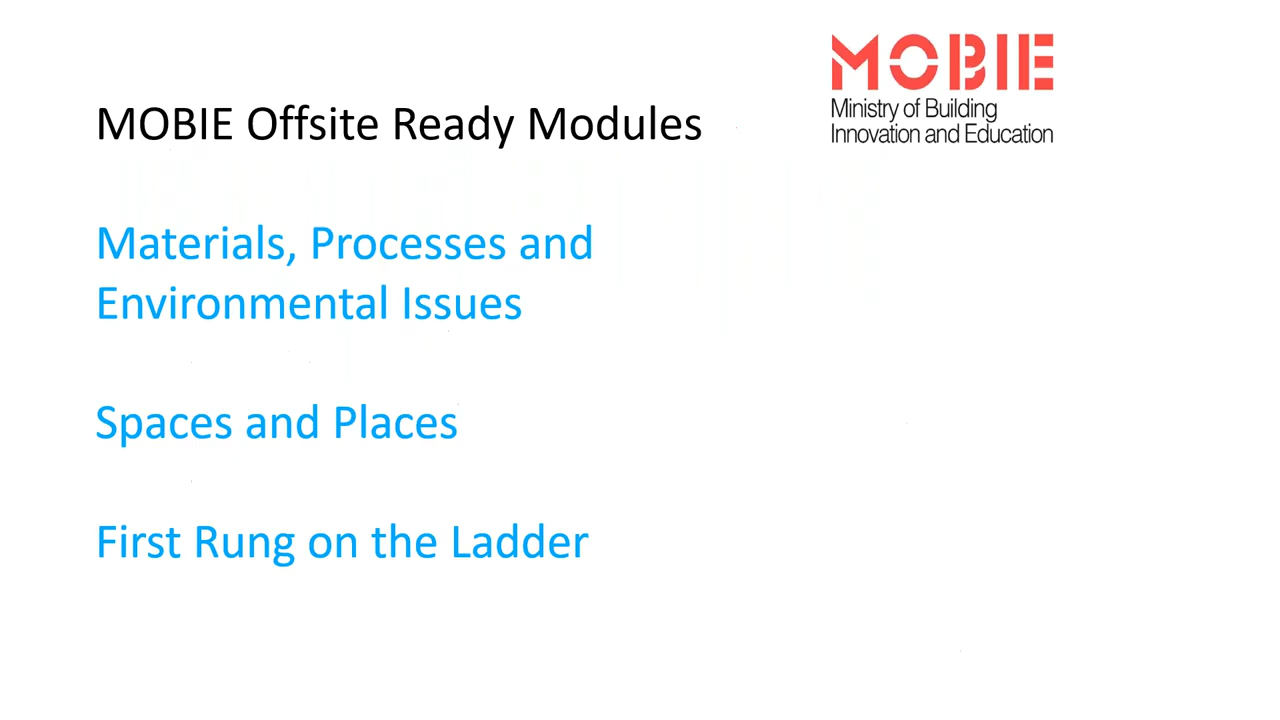 MOBIE
Ministry of Building
Innovation and Education
MOBIE Offsite Ready Modules
Materials, Processes and
Environmental Issues
Spaces and Places
First Rung on the Ladder